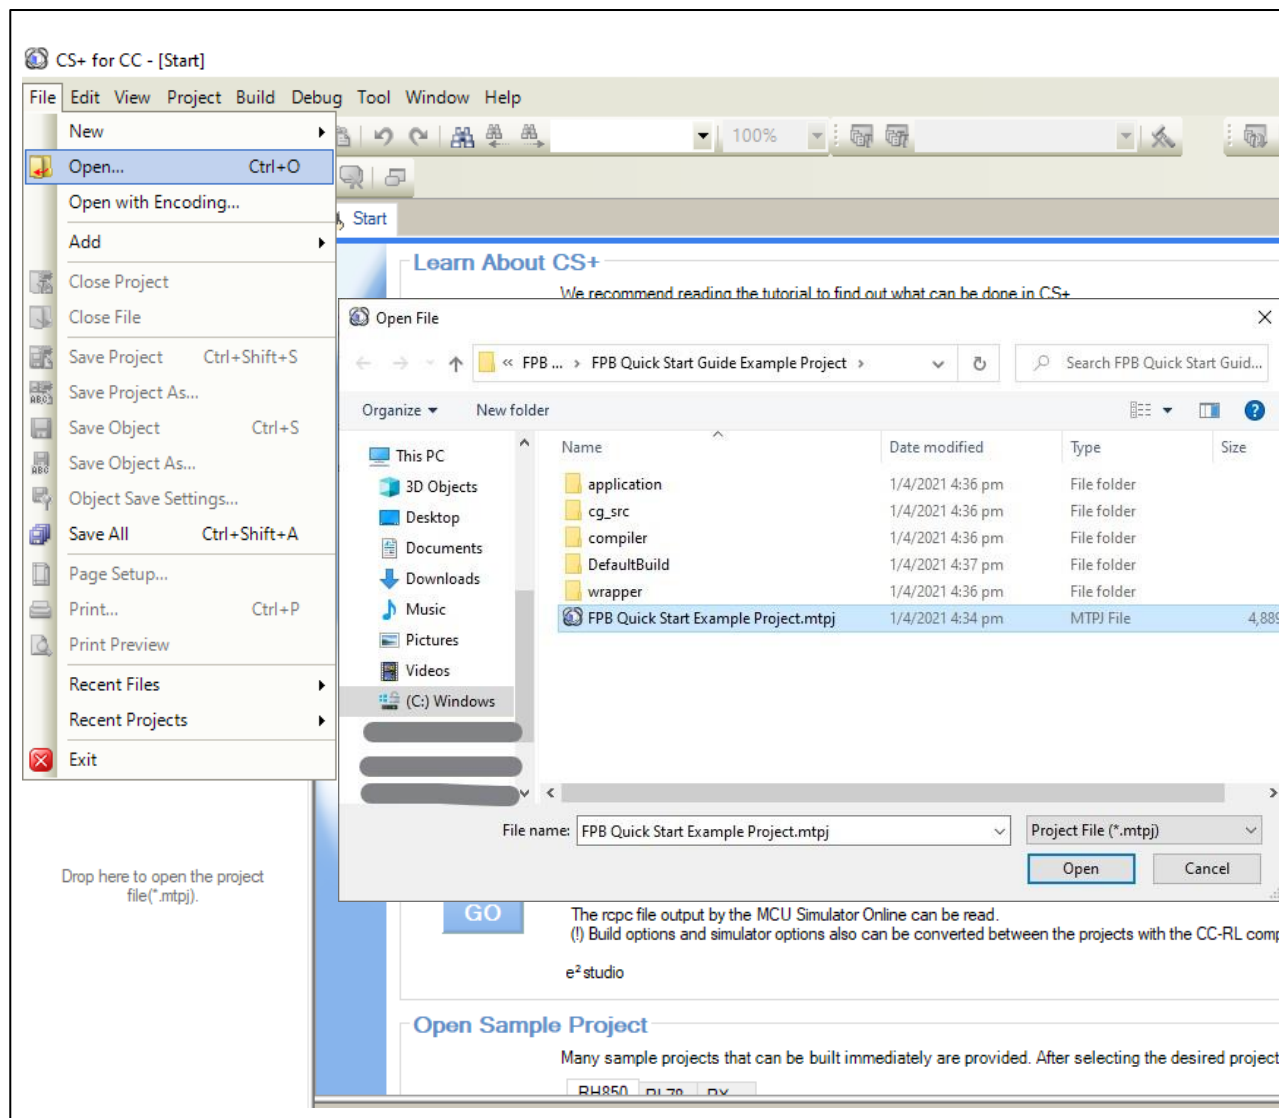 CS+ for CC - [Start]
File Edit View Project Build Debug Tool Window Help
New
Open... Ctrl+O
Open with Encoding...
Add
Close Project
Close File
Save Project Ctrl+Shift+S
Save Project As...
Save Object Ctrl+S
Save Object As...
Object Save Settings...
Save All Ctrl+Shift+A
Page Setup...
Print... Ctrl+P
Print Preview
Recent Files
Recent Projects
Exit
100%
Start
Learn About CS+
We recommend reading the tutorial to find out what can be done in CS+
Open File
« FPB ... › FPB Quick Start Guide Example Project ›
Search FPB Quick Start Guid...
Organize New folder
This PC
3D Objects
Desktop
Documents
Downloads
Music
Pictures
Videos
(C:) Windows
Name Date modified Type Size
application 1/4/2021 4:36 pm File folder
cg_src 1/4/2021 4:36 pm File folder
compiler 1/4/2021 4:36 pm File folder
DefaultBuild 1/4/2021 4:37 pm File folder
wrapper 1/4/2021 4:36 pm File folder
FPB Quick Start Example Project.mtpj 1/4/2021 4:34 pm MTPJ File 4,889
File name: FPB Quick Start Example Project.mtpj Project File (*.mtpj)
Open Cancel
Drop here to open the project
file(*.mtpj).
GO
The rcpc file output by the MCU Simulator Online can be read.
(!) Build options and simulator options also can be converted between the projects with the CC-RL comp
e² studio
Open Sample Project
Many sample projects that can be built immediately are provided. After selecting the desired project
RH850 RL78 RX